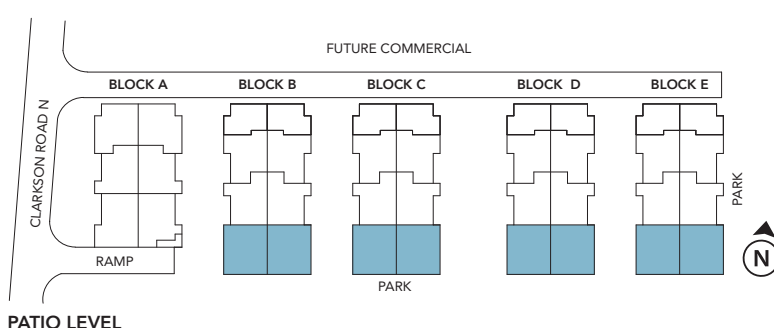 FUTURE COMMERCIAL
BLOCK A BLOCK B BLOCK C BLOCK D BLOCK E
CLARKSON ROAD N
PARK
N
RAMP
PARK
PATIO LEVEL